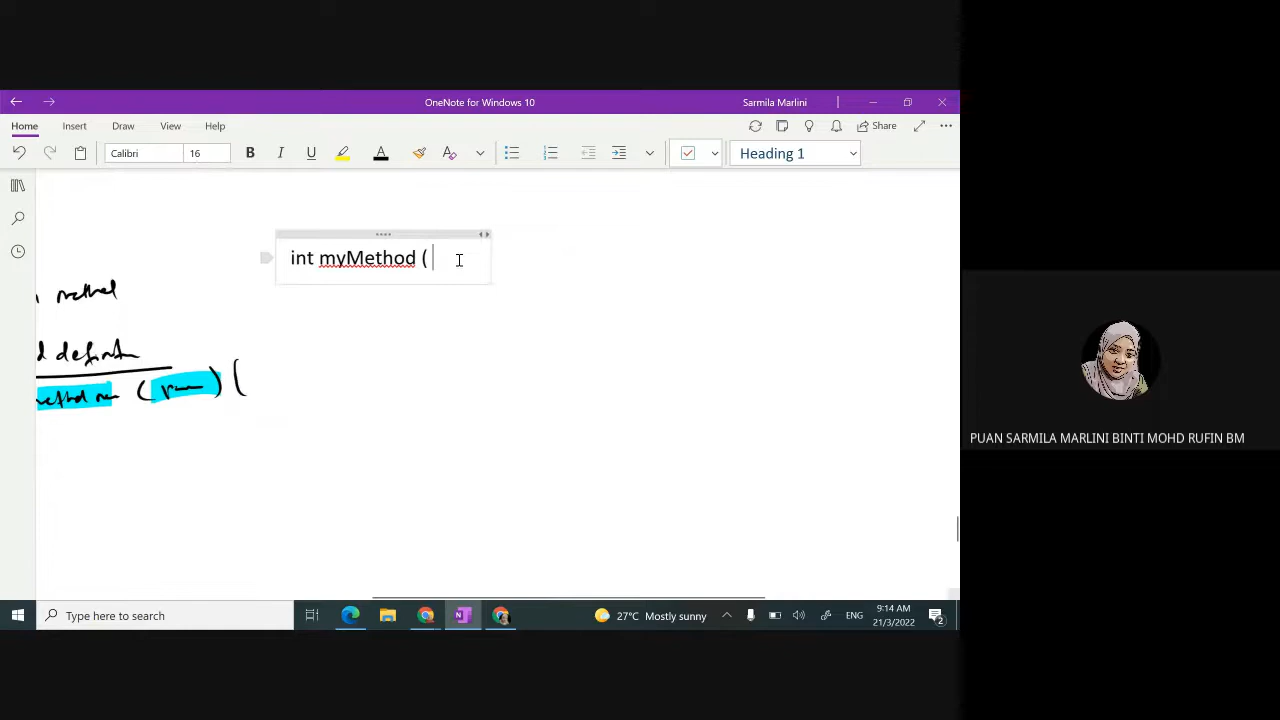 OneNote for Windows 10
Sarmila Marlini
Home Insert Draw View Help
Share
Calibri 16 B I U A Heading 1
int myMethod (
method
PUAN SARMILA MARLINI BINTI MOHD RUFIN BM
Type here to search
27°C Mostly sunny
ENG
9:14 AM
21/3/2022
2